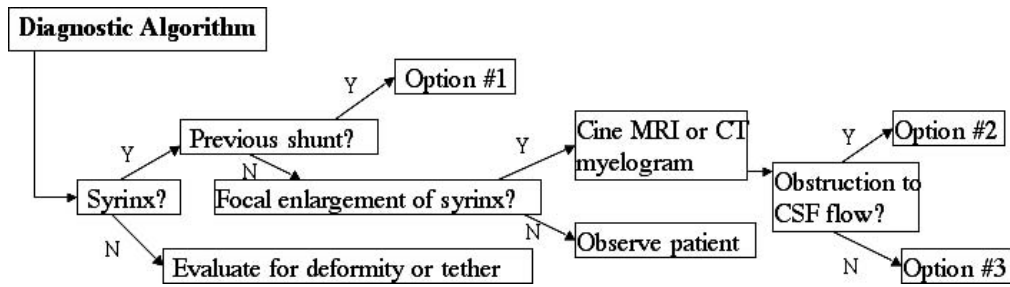 Diagnostic Algorithm
Y
Option #1
Previous shunt?
Y
N
Syrinx?
Focal enlargement of syrinx?
Y
Cine MRI or CT
myelogram
Y
Option #2
Obstruction to
CSF flow?
N
Observe patient
N
Evaluate for deformity or tether
N
Option #3